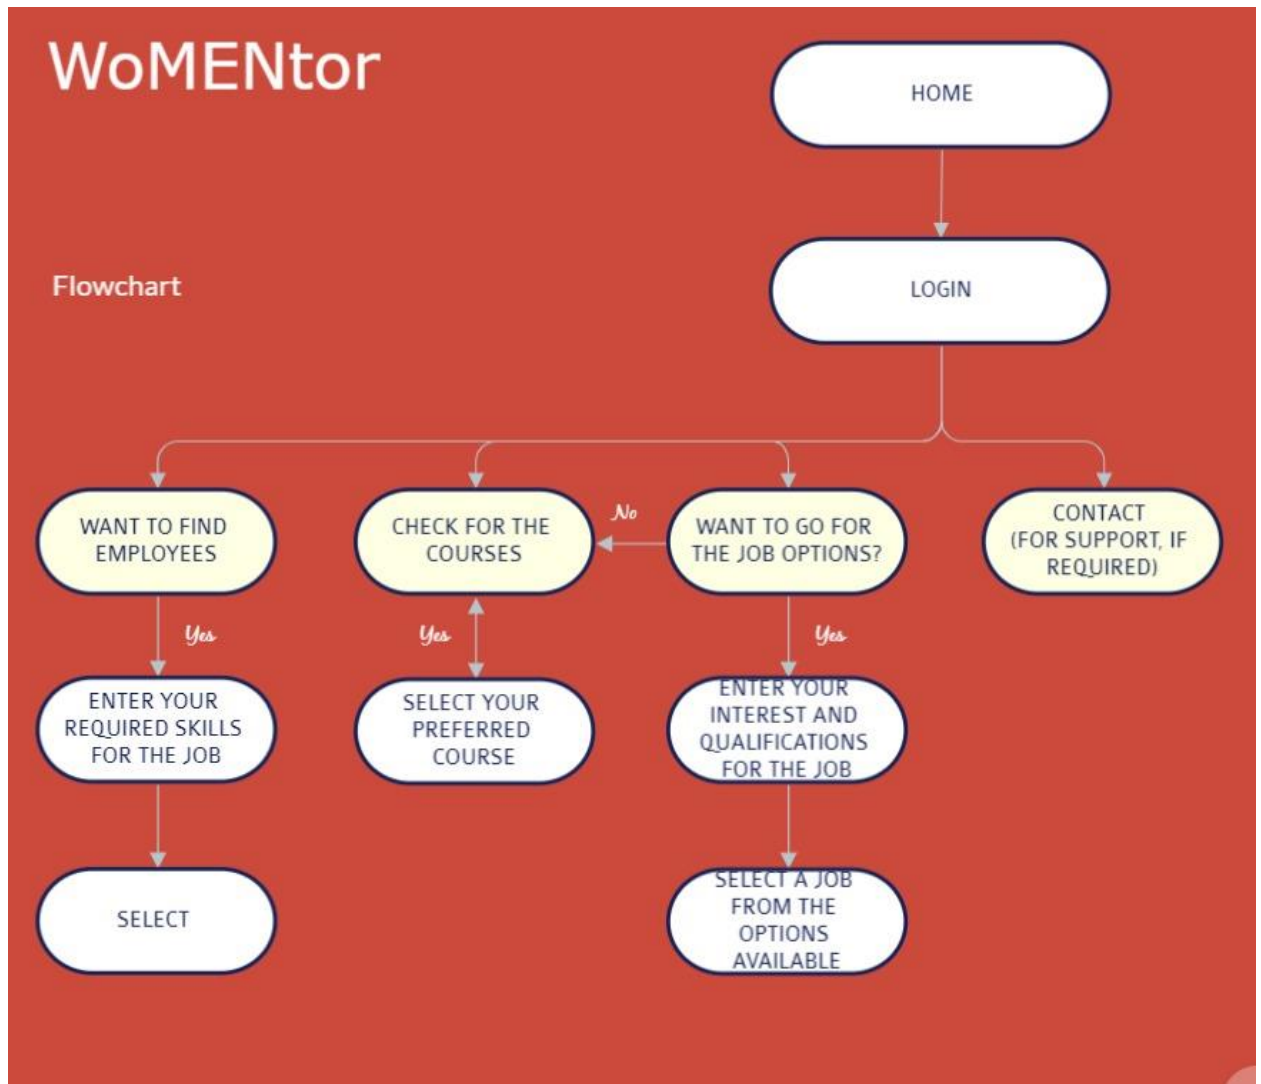 WoMENtor
HOME
Flowchart
LOGIN
WANT TO FIND
EMPLOYEES
CHECK FOR THE
COURSES
No
WANT TO GO FOR
THE JOB OPTIONS?
CONTACT
(FOR SUPPORT, IF
REQUIRED)
Yes
Yes
Yes
ENTER YOUR
REQUIRED SKILLS
FOR THE JOB
SELECT YOUR
PREFERRED
COURSE
ENTER YOUR
INTEREST AND
QUALIFICATIONS
FOR THE JOB
SELECT
SELECT A JOB
FROM THE
OPTIONS
AVAILABLE